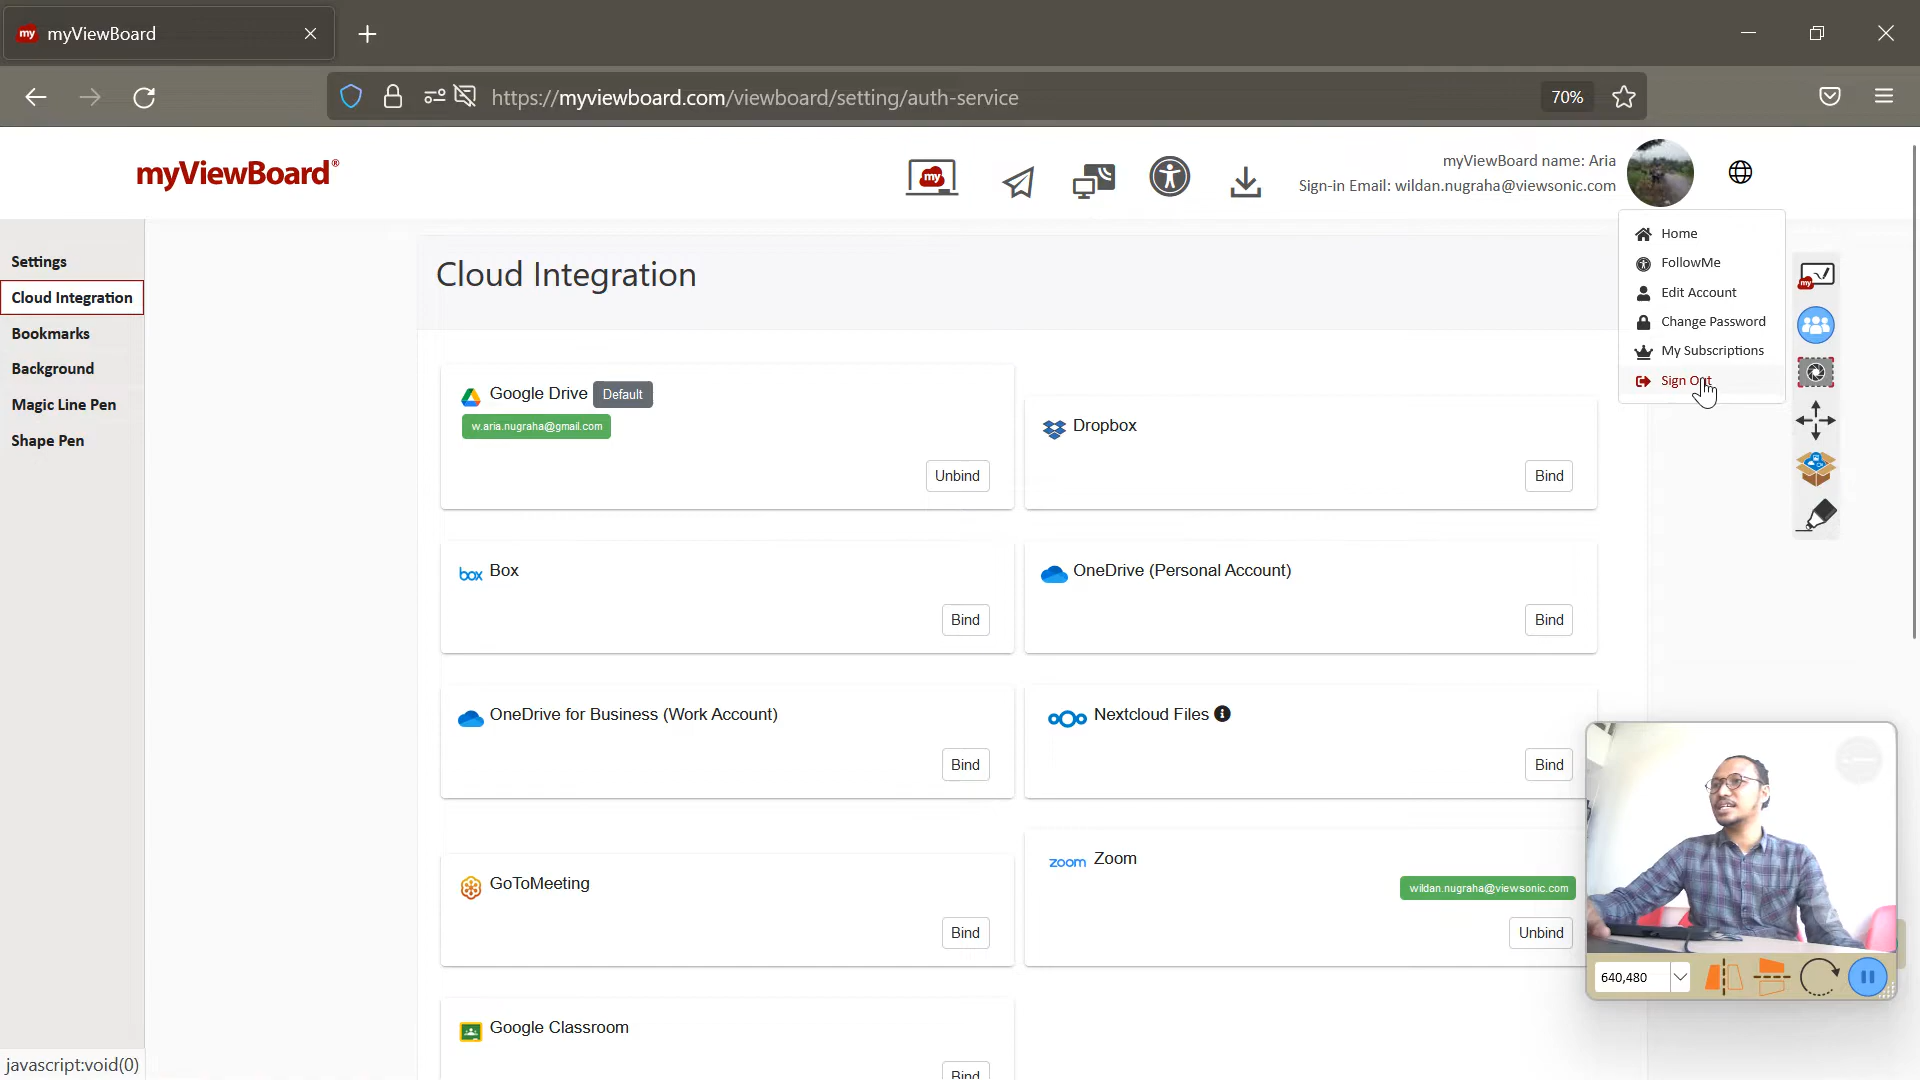 my myViewBoard
https://myviewboard.com/viewboard/setting/auth-service
70%
myViewBoard®
my
myViewBoard name: Aria
Sign-in Email: wildan.nugraha@viewsonic.com
Home
FollowMe
Edit Account
Change Password
My Subscriptions
Sign Out
my
Settings
Cloud Integration
Bookmarks
Background
Magic Line Pen
Shape Pen
Cloud Integration
Google Drive Default
w.aria.nugraha@gmail.com
Unbind
Dropbox
Bind
box Box
Bind
OneDrive (Personal Account)
Bind
OneDrive for Business (Work Account)
Bind
Nextcloud Files
Bind
GoToMeeting
Bind
zoom Zoom
wildan.nugraha@viewsonic.com
Unbind
Google Classroom
Bind
640,480
javascript:void(0)